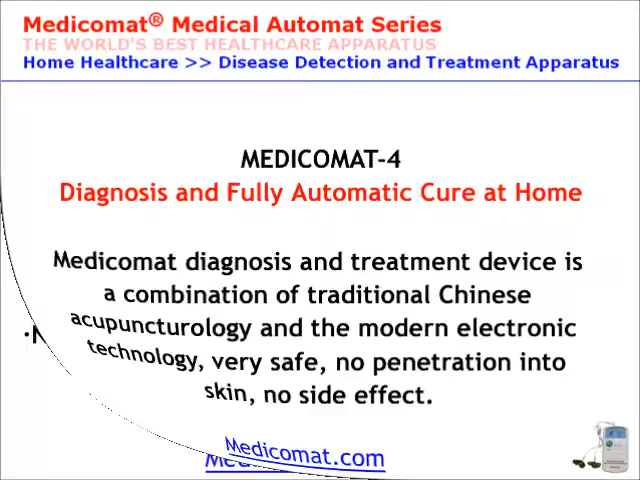 Medicomat® Medical Automat Series
THE WORLD'S BEST HEALTHCARE APPARATUS
Home Healthcare >> Disease Detection and Treatment Apparatus
MEDICOMAT-4
Diagnosis and Fully Automatic Cure at Home
Medicomat diagnosis and treatment device is
a combination of traditional Chinese
acupuncturology and the modern electronic
technology, very safe, no penetration into
skin, no side effect.
Medicomat.com